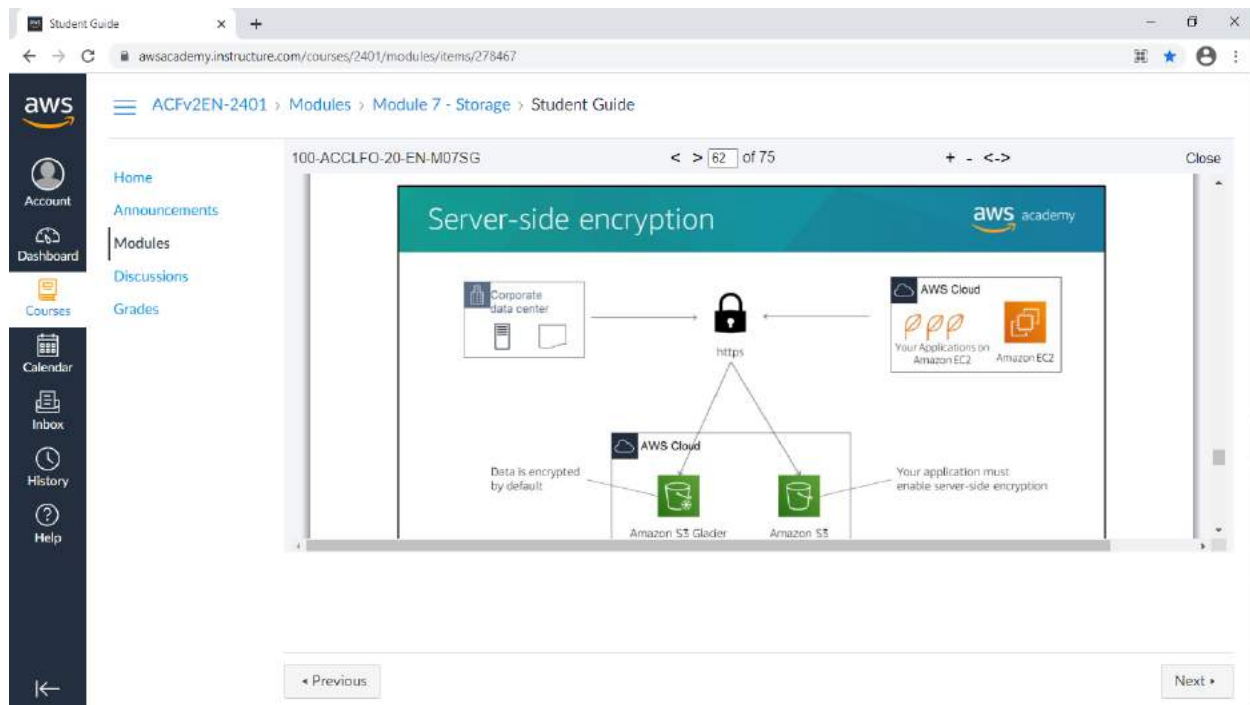 Student Guide
awsacademy.instructure.com/courses/2401/modules/items/278467
aws
ACFv2EN-2401 › Modules › Module 7 - Storage › Student Guide
Account
Dashboard
Courses
Calendar
Inbox
History
Help
Home
Announcements
Modules
Discussions
Grades
100-ACCLFO-20-EN-M07SG < > 62 of 75 + - <-> Close
Server-side encryption
aws academy
Corporate
data center
https
AWS Cloud
Your Applications on
Amazon EC2
Amazon EC2
AWS Cloud
Data is encrypted
by default
Your application must
enable server-side encryption
Amazon S3 Glacier
Amazon S3
◂ Previous
Next ▸